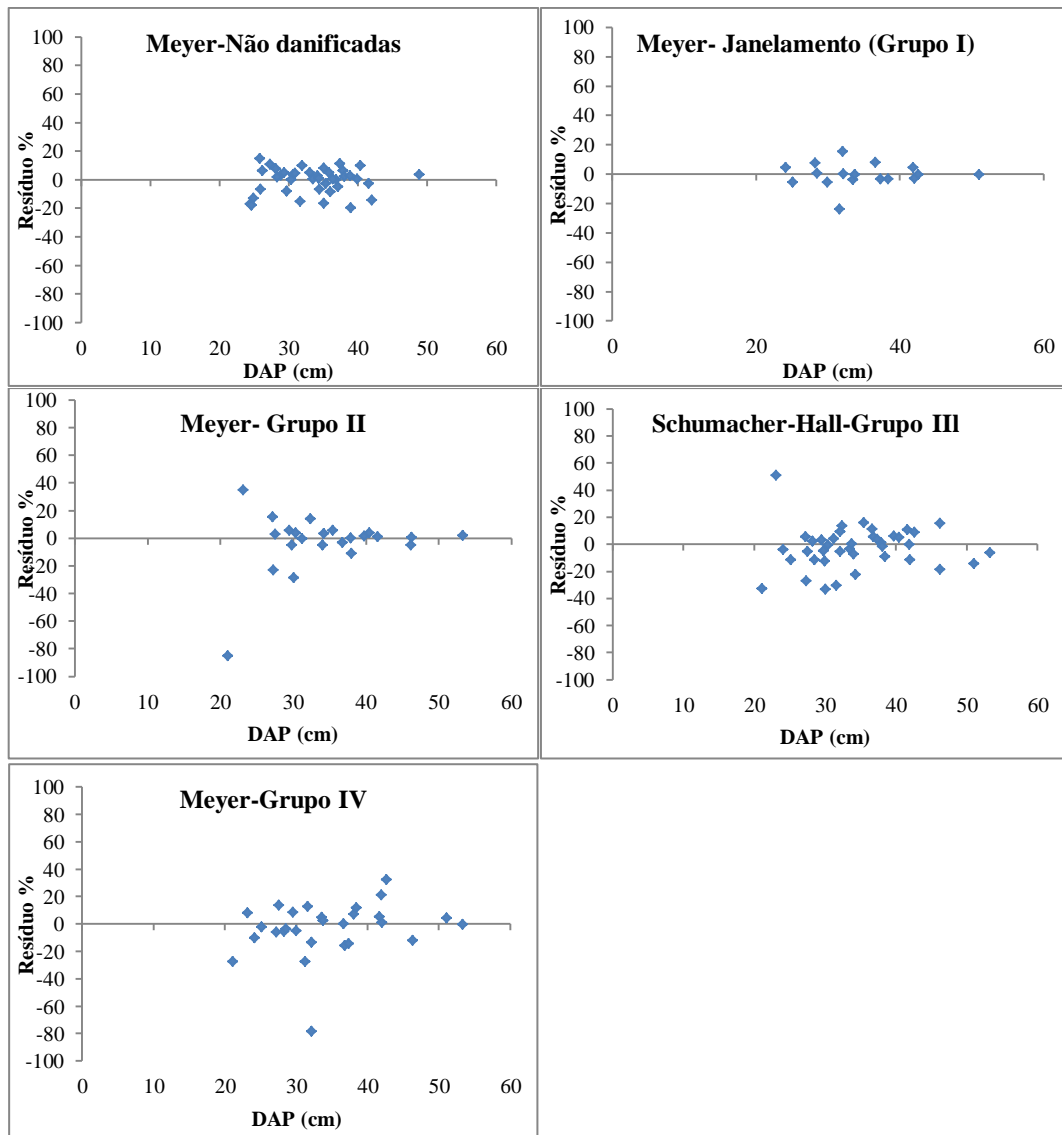 Meyer-Não danificadas
100
80
60
40
20
0
-20
-40
-60
-80
-100
Resíduo %
0 10 20 30 40 50 60
DAP (cm)
Meyer- Janelamento (Grupo I)
100
80
60
40
20
0
-20
-40
-60
-80
-100
Resíduo %
0 20 40 60
DAP (cm)
Meyer- Grupo II
100
80
60
40
20
0
-20
-40
-60
-80
-100
Resíduo %
0 10 20 30 40 50 60
DAP (cm)
Schumacher-Hall-Grupo IIl
100
80
60
40
20
0
-20
-40
-60
-80
-100
Resíduo %
0 10 20 30 40 50 60
DAP (cm)
Meyer-Grupo IV
100
80
60
40
20
0
-20
-40
-60
-80
-100
Resíduo %
0 10 20 30 40 50 60
DAP (cm)